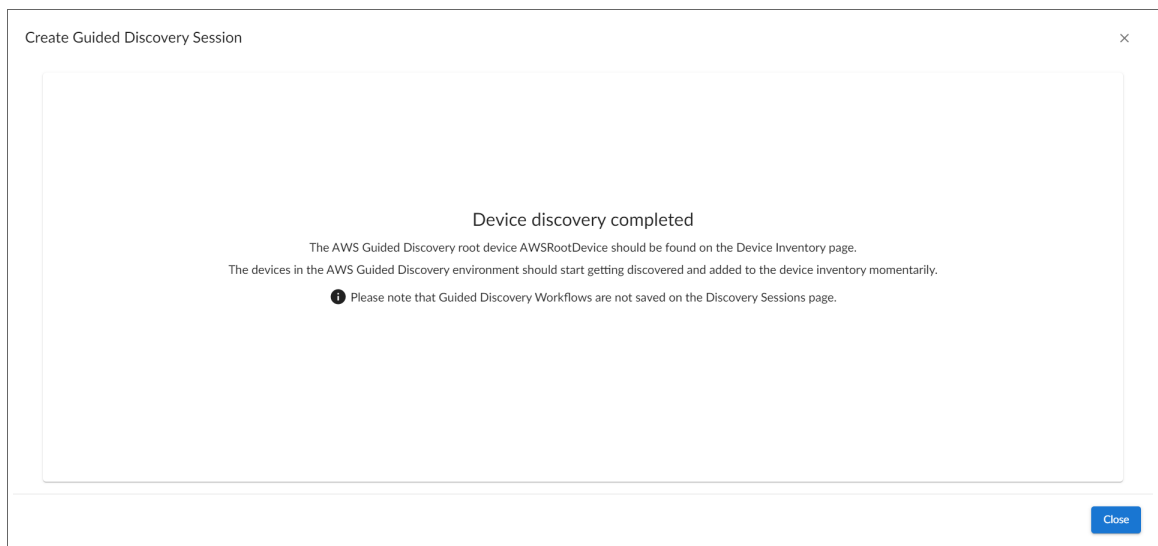 Create Guided Discovery Session
Device discovery completed
The AWS Guided Discovery root device AWSRootDevice should be found on the Device Inventory page.
The devices in the AWS Guided Discovery environment should start getting discovered and added to the device inventory momentarily.
Please note that Guided Discovery Workflows are not saved on the Discovery Sessions page.
Close